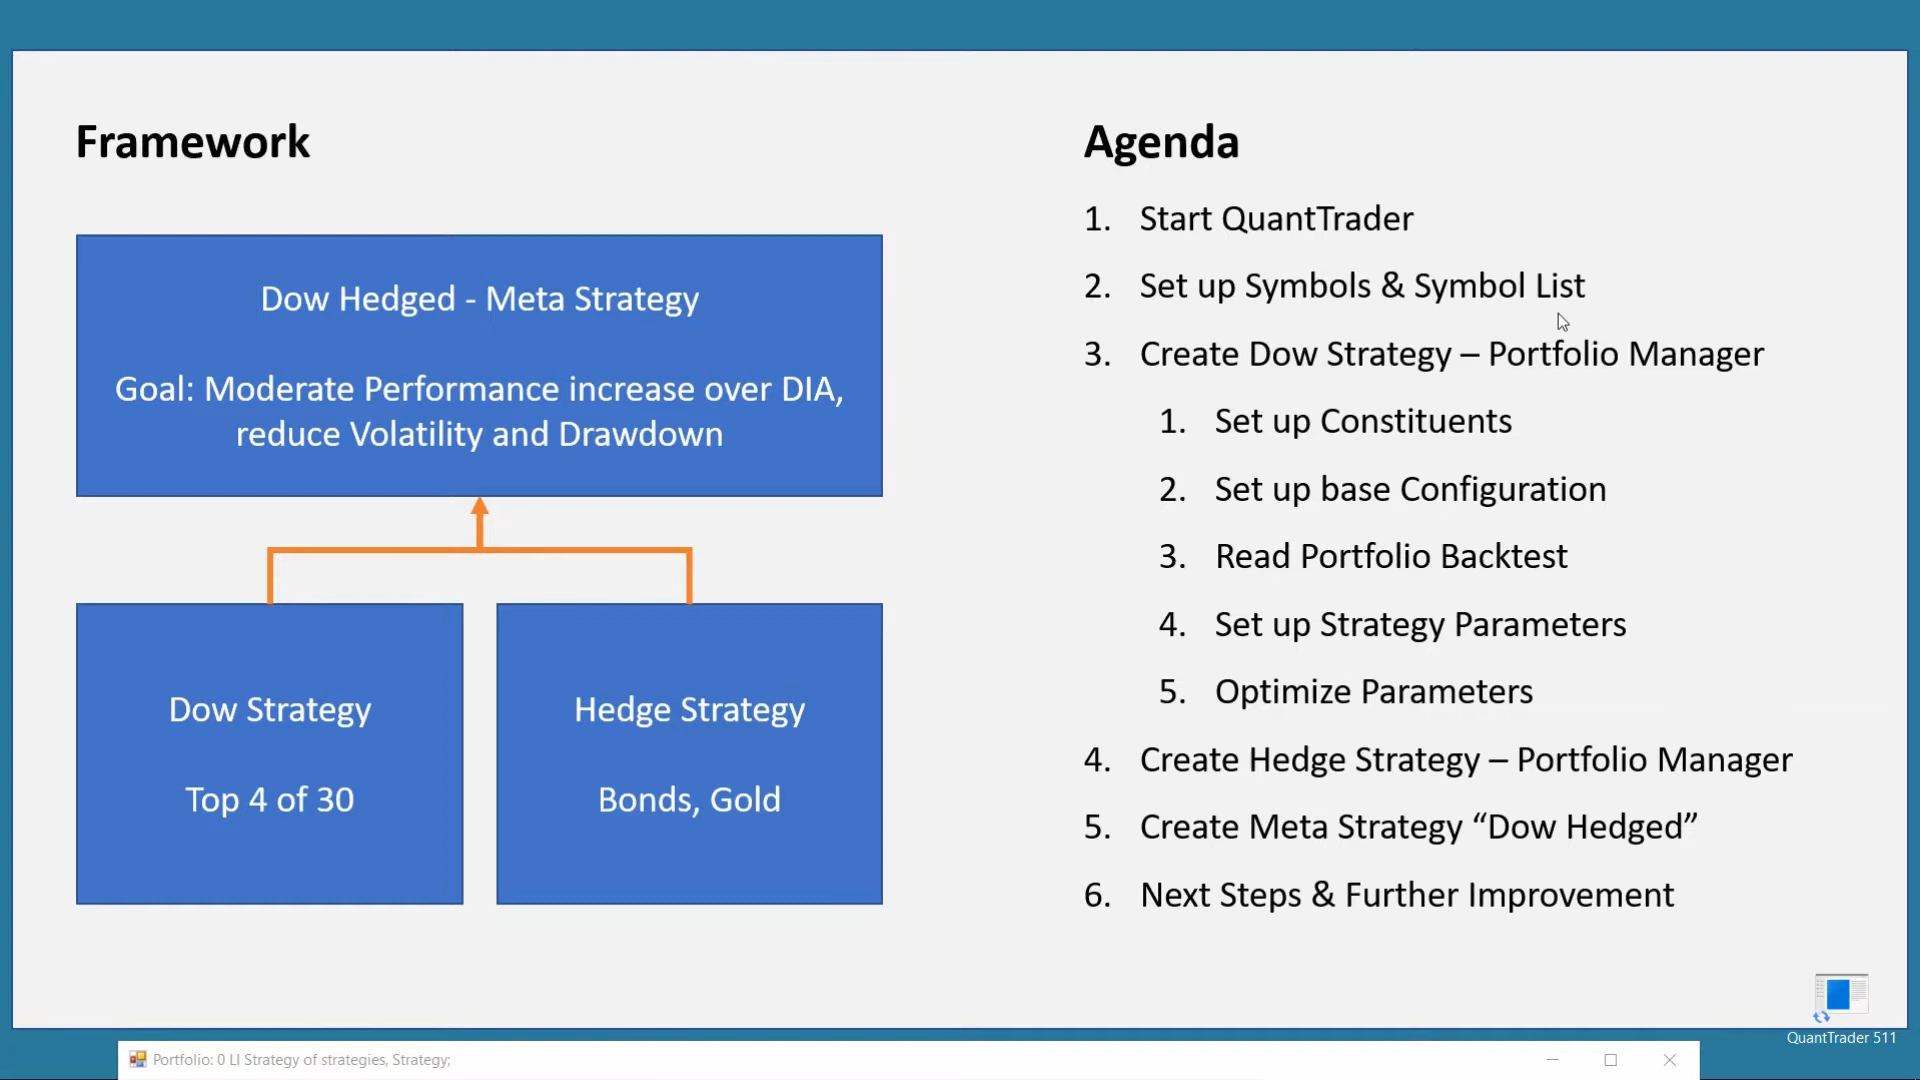 Framework
Dow Hedged - Meta Strategy
Goal: Moderate Performance increase over DIA,
reduce Volatility and Drawdown
Dow Strategy
Top 4 of 30
Hedge Strategy
Bonds, Gold
Agenda
1. Start QuantTrader
2. Set up Symbols & Symbol List
3. Create Dow Strategy – Portfolio Manager
1. Set up Constituents
2. Set up base Configuration
3. Read Portfolio Backtest
4. Set up Strategy Parameters
5. Optimize Parameters
4. Create Hedge Strategy – Portfolio Manager
5. Create Meta Strategy “Dow Hedged”
6. Next Steps & Further Improvement
QuantTrader 511
Portfolio: 0 LI Strategy of strategies, Strategy;